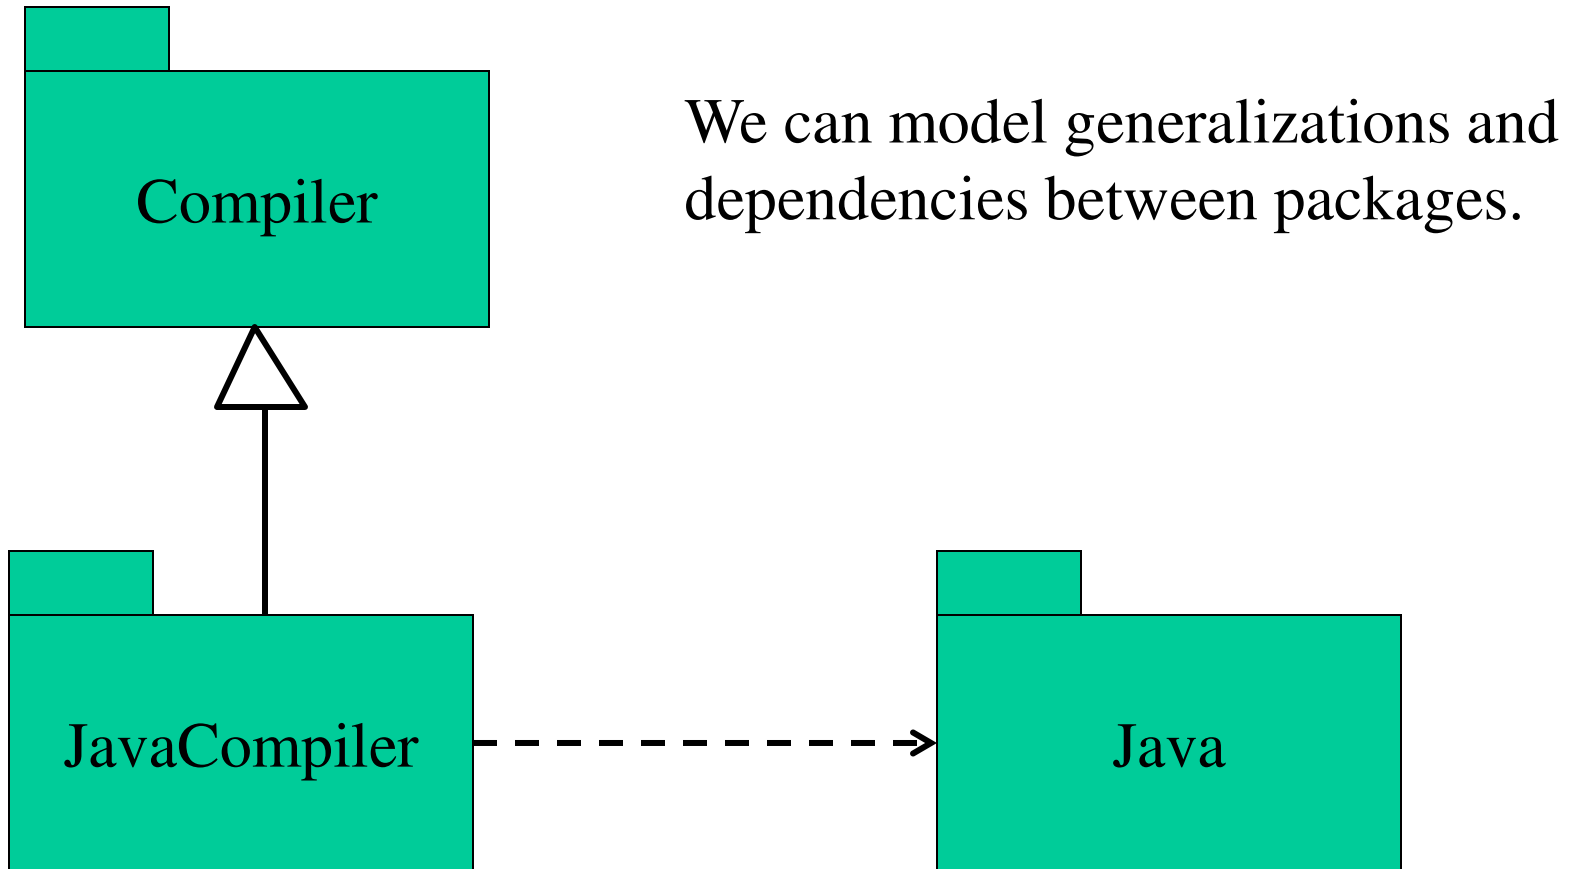 Compiler
We can model generalizations and
dependencies between packages.
JavaCompiler
Java